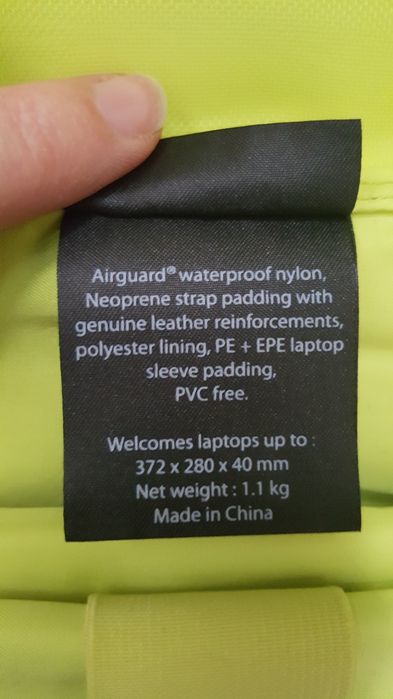 Airguard® waterproof nylon,
Neoprene strap padding with
genuine leather reinforcements,
polyester lining, PE + EPE laptop
sleeve padding,
PVC free.
Welcomes laptops up to :
372 x 280 x 40 mm
Net weight : 1.1 kg
Made in China